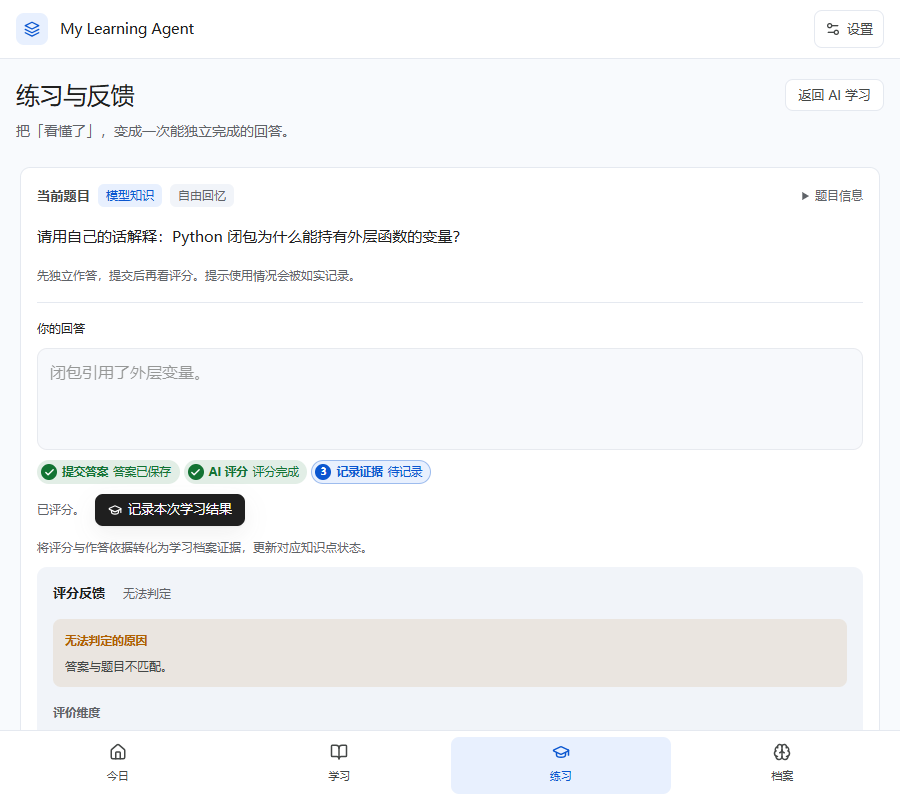 My Learning Agent
设置
练习与反馈
返回 AI 学习
把「看懂了」，变成一次能独立完成的回答。
当前题目 模型知识 自由回忆
题目信息
请用自己的话解释：Python 闭包为什么能持有外层函数的变量？
先独立作答，提交后再看评分。提示使用情况会被如实记录。
你的回答
闭包引用了外层变量。
提交答案 答案已保存 AI 评分 评分完成 3 记录证据 待记录
已评分。 记录本次学习结果
将评分与作答依据转化为学习档案证据，更新对应知识点状态。
评分反馈 无法判定
无法判定的原因
答案与题目不匹配。
评价维度
今日 学习 练习 档案